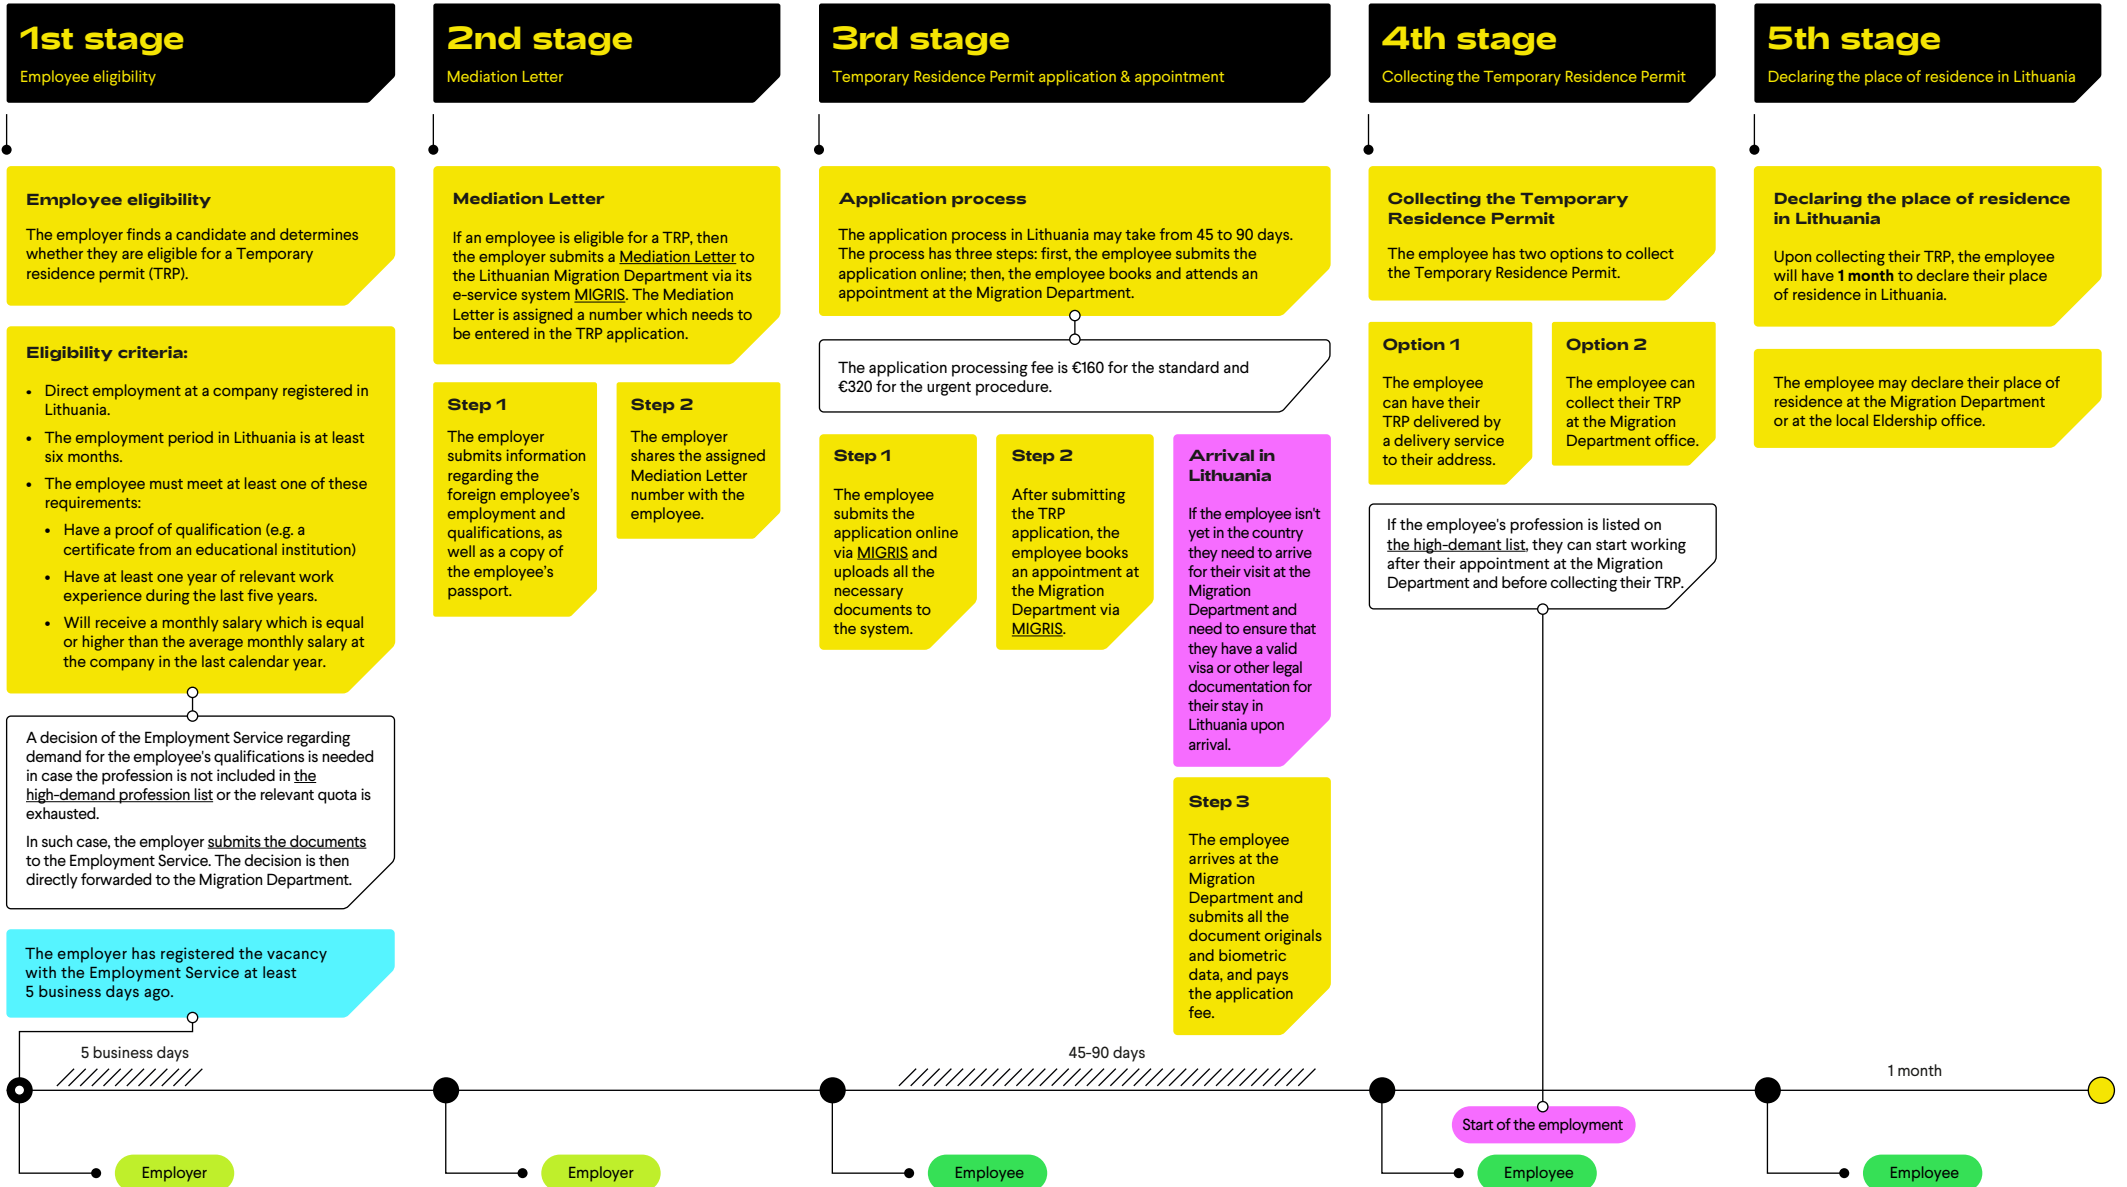 1st stage
Employee eligibility
2nd stage
Mediation Letter
3rd stage
Temporary Residence Permit application & appointment
4th stage
Collecting the Temporary Residence Permit
5th stage
Declaring the place of residence in Lithuania
Employee eligibility
The employer finds a candidate and determines
whether they are eligible for a Temporary
residence permit (TRP).
Eligibility criteria:
• Direct employment at a company registered in
Lithuania.
• The employment period in Lithuania is at least
six months.
• The employee must meet at least one of these
requirements:
• Have a proof of qualification (e.g. a
certificate from an educational institution)
• Have at least one year of relevant work
experience during the last five years.
• Will receive a monthly salary which is equal
or higher than the average monthly salary at
the company in the last calendar year.
A decision of the Employment Service regarding
demand for the employee's qualifications is needed
in case the profession is not included in the
high-demand profession list or the relevant quota is
exhausted.
In such case, the employer submits the documents
to the Employment Service. The decision is then
directly forwarded to the Migration Department.
The employer has registered the vacancy
with the Employment Service at least
5 business days ago.
Mediation Letter
If an employee is eligible for a TRP, then
the employer submits a Mediation Letter to
the Lithuanian Migration Department via its
e-service system MIGRIS. The Mediation
Letter is assigned a number which needs to
be entered in the TRP application.
Step 1
The employer
submits information
regarding the
foreign employee's
employment and
qualifications, as
well as a copy of
the employee's
passport.
Step 2
The employer
shares the assigned
Mediation Letter
number with the
employee.
Application process
The application process in Lithuania may take from 45 to 90 days.
The process has three steps: first, the employee submits the
application online; then, the employee books and attends an
appointment at the Migration Department.
The application processing fee is €160 for the standard and
€320 for the urgent procedure.
Step 1
The employee
submits the
application online
via MIGRIS and
uploads all the
necessary
documents to
the system.
Step 2
After submitting
the TRP
application, the
employee books
an appointment at
the Migration
Department via
MIGRIS.
Arrival in
Lithuania
If the employee isn't
yet in the country
they need to arrive
for their visit at the
Migration
Department and
need to ensure that
they have a valid
visa or other legal
documentation for
their stay in
Lithuania upon
arrival.
Step 3
The employee
arrives at the
Migration
Department and
submits all the
document originals
and biometric
data, and pays
the application
fee.
Collecting the Temporary
Residence Permit
The employee has two options to collect
the Temporary Residence Permit.
Option 1
The employee
can have their
TRP delivered by
a delivery service
to their address.
Option 2
The employee can
collect their TRP
at the Migration
Department office.
If the employee's profession is listed on
the high-demant list, they can start working
after their appointment at the Migration
Department and before collecting their TRP.
Declaring the place of residence
in Lithuania
Upon collecting their TRP, the employee
will have 1 month to declare their place
of residence in Lithuania.
The employee may declare their place of
residence at the Migration Department
or at the local Eldership office.
5 business days
45-90 days
1 month
Start of the employment
Employer
Employer
Employee
Employee
Employee